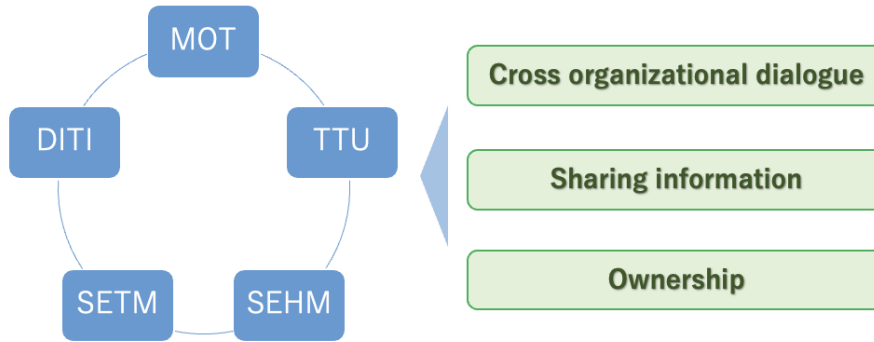 MOT
DITI
TTU
SETM
SEHM
Cross organizational dialogue
Sharing information
Ownership